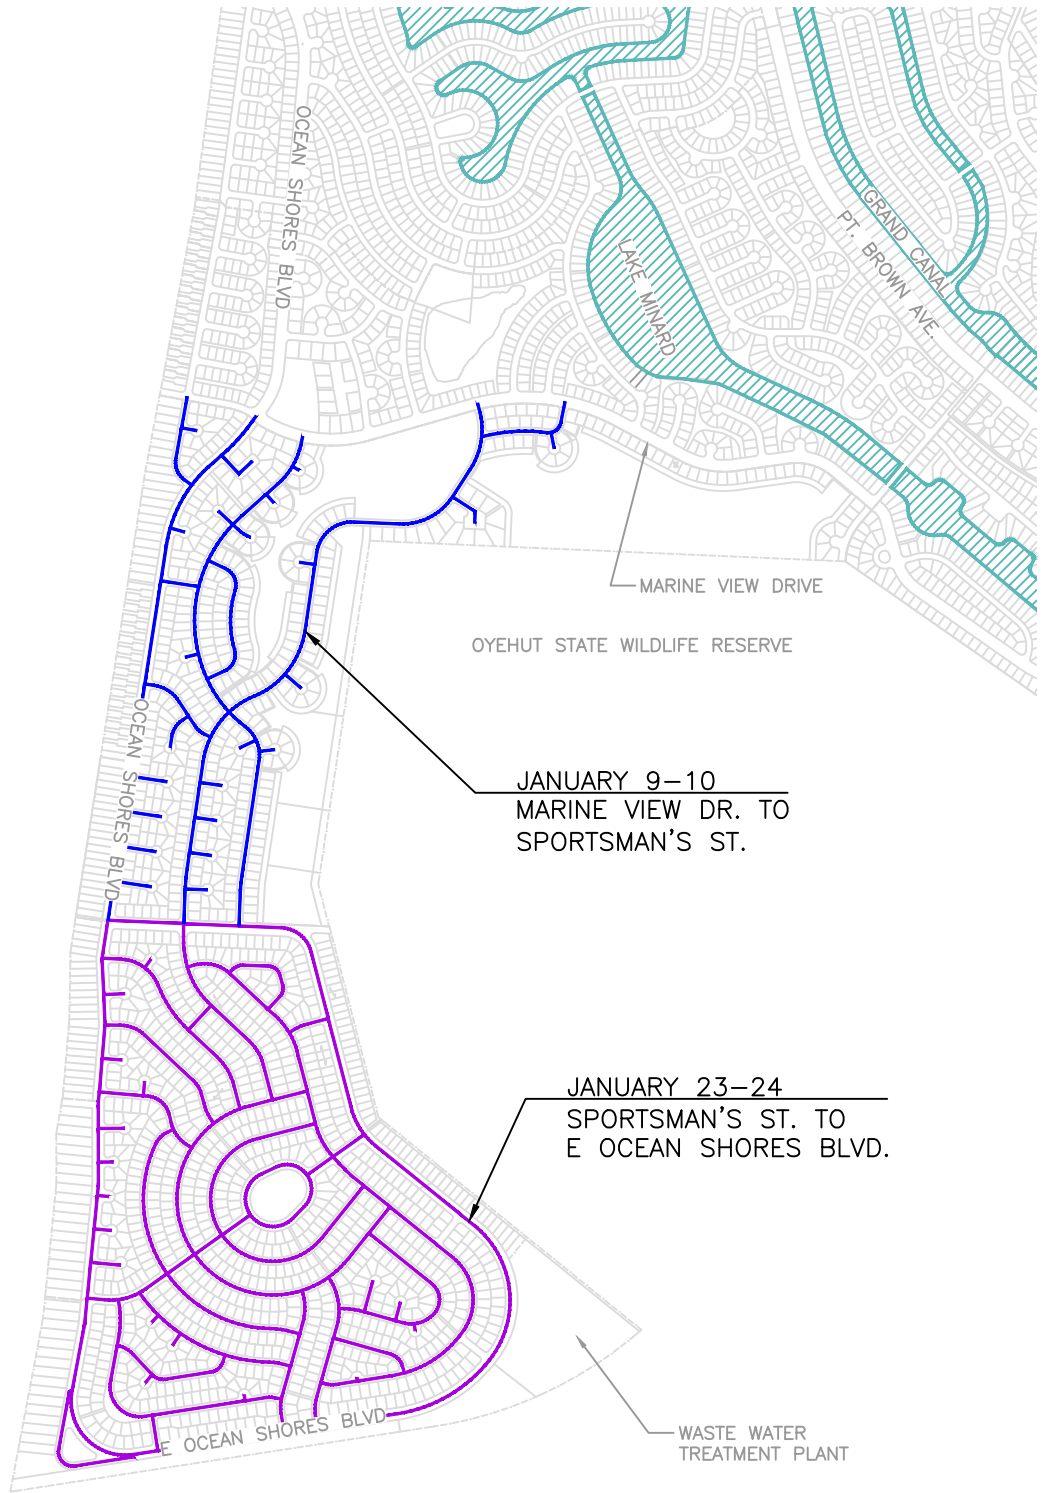 OCEAN SHORES BLVD
GRAND CANAL
PT. BROWN AVE.
LAKE MINARD
MARINE VIEW DRIVE
OYEHUT STATE WILDLIFE RESERVE
OCEAN SHORES BLVD
JANUARY 9-10
MARINE VIEW DR. TO
SPORTSMAN'S ST.
JANUARY 23-24
SPORTSMAN'S ST. TO
E OCEAN SHORES BLVD.
E OCEAN SHORES BLVD
WASTE WATER
TREATMENT PLANT